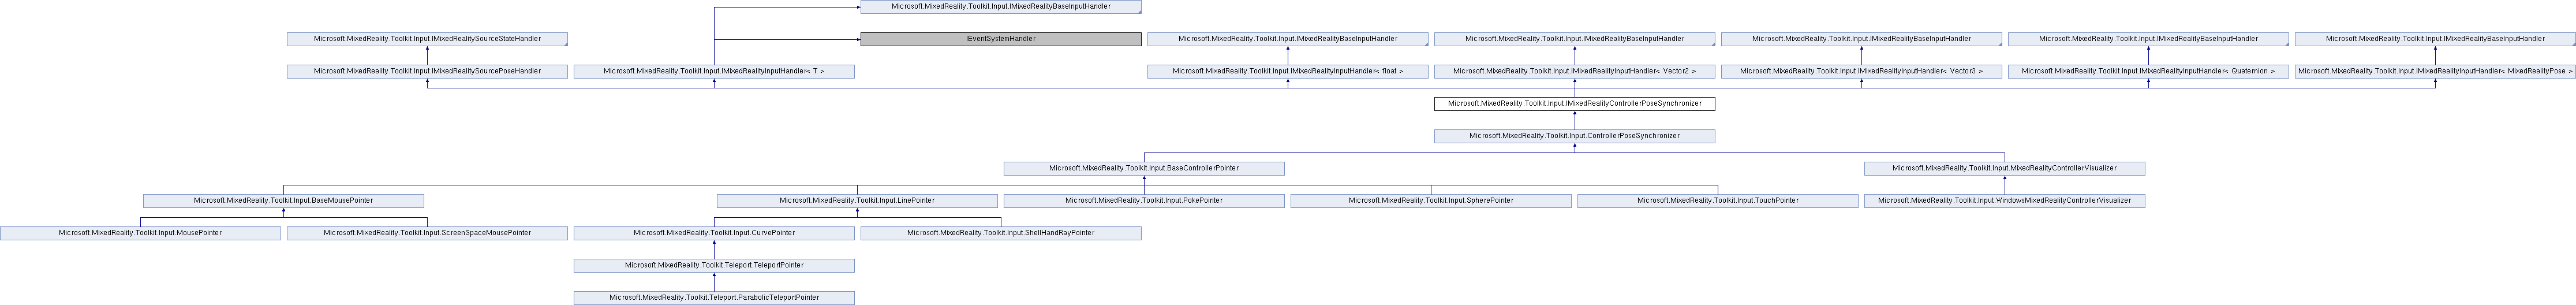 Microsoft.MixedReality.Toolkit.Input.IMixedRealityBaseInputHandler
Microsoft.MixedReality.Toolkit.Input.IMixedRealitySourceStateHandler
IEventSystemHandler
Microsoft.MixedReality.Toolkit.Input.IMixedRealityBaseInputHandler
Microsoft.MixedReality.Toolkit.Input.IMixedRealityBaseInputHandler
Microsoft.MixedReality.Toolkit.Input.IMixedRealityBaseInputHandler
Microsoft.MixedReality.Toolkit.Input.IMixedRealityBaseInputHandler
Microsoft.MixedReality.Toolkit.Input.IMixedRealityBaseInputHandler
Microsoft.MixedReality.Toolkit.Input.IMixedRealitySourcePoseHandler
Microsoft.MixedReality.Toolkit.Input.IMixedRealityInputHandler< T >
Microsoft.MixedReality.Toolkit.Input.IMixedRealityInputHandler< float >
Microsoft.MixedReality.Toolkit.Input.IMixedRealityInputHandler< Vector2 >
Microsoft.MixedReality.Toolkit.Input.IMixedRealityInputHandler< Vector3 >
Microsoft.MixedReality.Toolkit.Input.IMixedRealityInputHandler< Quaternion >
Microsoft.MixedReality.Toolkit.Input.IMixedRealityInputHandler< MixedRealityPose >
Microsoft.MixedReality.Toolkit.Input.IMixedRealityControllerPoseSynchronizer
Microsoft.MixedReality.Toolkit.Input.ControllerPoseSynchronizer
Microsoft.MixedReality.Toolkit.Input.BaseControllerPointer
Microsoft.MixedReality.Toolkit.Input.MixedRealityControllerVisualizer
Microsoft.MixedReality.Toolkit.Input.BaseMousePointer
Microsoft.MixedReality.Toolkit.Input.LinePointer
Microsoft.MixedReality.Toolkit.Input.PokePointer
Microsoft.MixedReality.Toolkit.Input.SpherePointer
Microsoft.MixedReality.Toolkit.Input.TouchPointer
Microsoft.MixedReality.Toolkit.Input.WindowsMixedRealityControllerVisualizer
Microsoft.MixedReality.Toolkit.Input.MousePointer
Microsoft.MixedReality.Toolkit.Input.ScreenSpaceMousePointer
Microsoft.MixedReality.Toolkit.Input.CurvePointer
Microsoft.MixedReality.Toolkit.Input.ShellHandRayPointer
Microsoft.MixedReality.Toolkit.Teleport.TeleportPointer
Microsoft.MixedReality.Toolkit.Teleport.ParabolicTeleportPointer